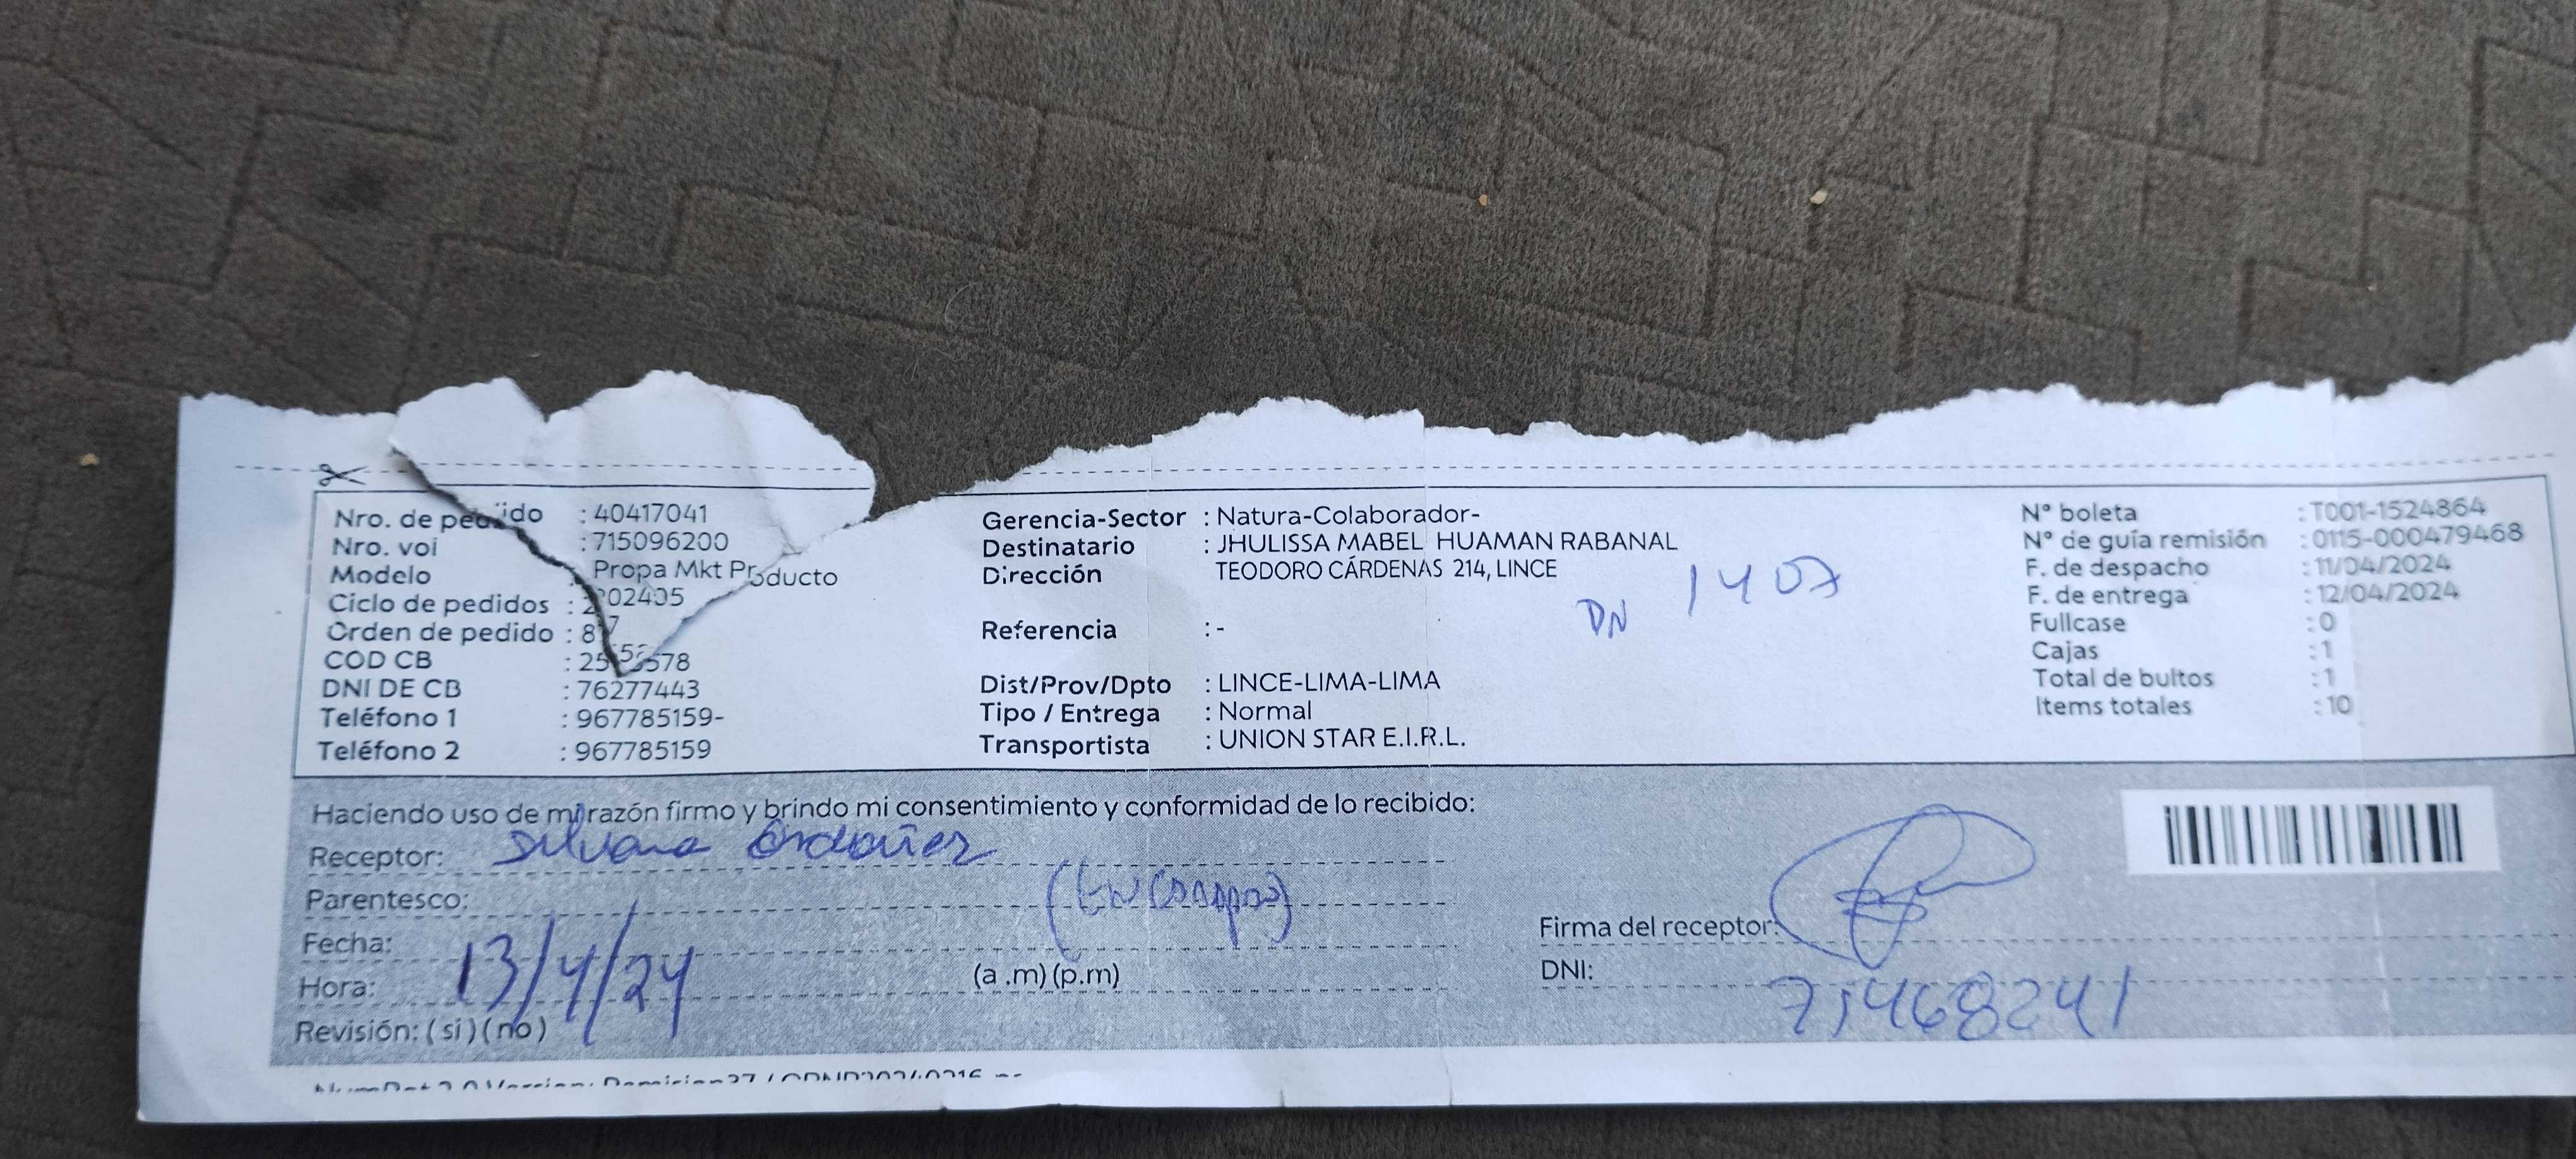 Nro. de pedido : 40417041
Nro. voi : 715096200
Modelo : Propa Mkt Producto
Ciclo de pedidos : 202405
Orden de pedido : 87
COD CB
DNI DE CB : 76277443
Teléfono 1 : 967785159-
Teléfono 2 : 967785159
Gerencia-Sector : Natura-Colaborador-
Destinatario : JHULISSA MABEL HUAMAN RABANAL
Dirección TEODORO CÁRDENAS 214, LINCE
DN 1407
Referencia : -
Dist/Prov/Dpto : LINCE-LIMA-LIMA
Tipo / Entrega : Normal
Transportista : UNION STAR E.I.R.L.
N° boleta : T001-1524864
N° de guía remisión : 0115-000479468
F. de despacho : 11/04/2024
F. de entrega : 12/04/2024
Fullcase : 0
Cajas : 1
Total de bultos : 1
Items totales : 10
Haciendo uso de mi razón firmo y brindo mi consentimiento y conformidad de lo recibido:
Receptor: Silvana Ordoñez
Parentesco:
Fecha: 13/4/24
Hora: (a .m) (p.m)
Revisión: ( si ) ( no )
Firma del receptor:
DNI: 71468241